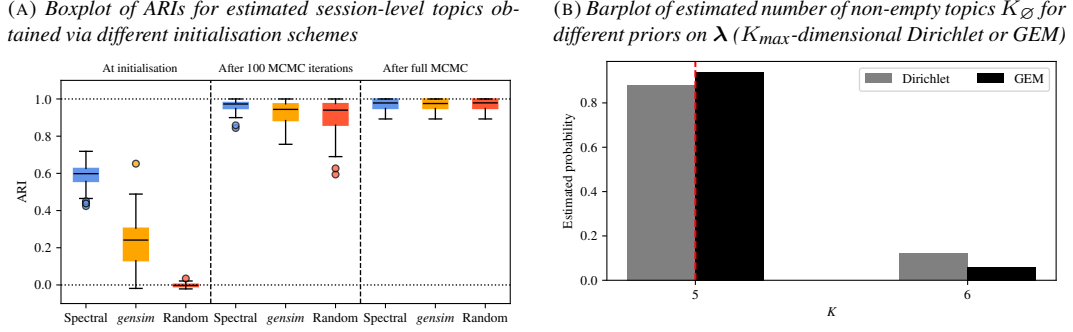 (A) Boxplot of ARIs for estimated session-level topics ob-
tained via different initialisation schemes
At initialisation
After 100 MCMC iterations
After full MCMC
1.0
0.8
0.6
0.4
0.2
0.0
ARI
Spectral gensim Random Spectral gensim Random Spectral gensim Random
(B) Barplot of estimated number of non-empty topics K∅ for
different priors on λ (Kmax-dimensional Dirichlet or GEM)
Dirichlet GEM
0.8
0.6
0.4
0.2
0.0
Estimated probability
5 6
K